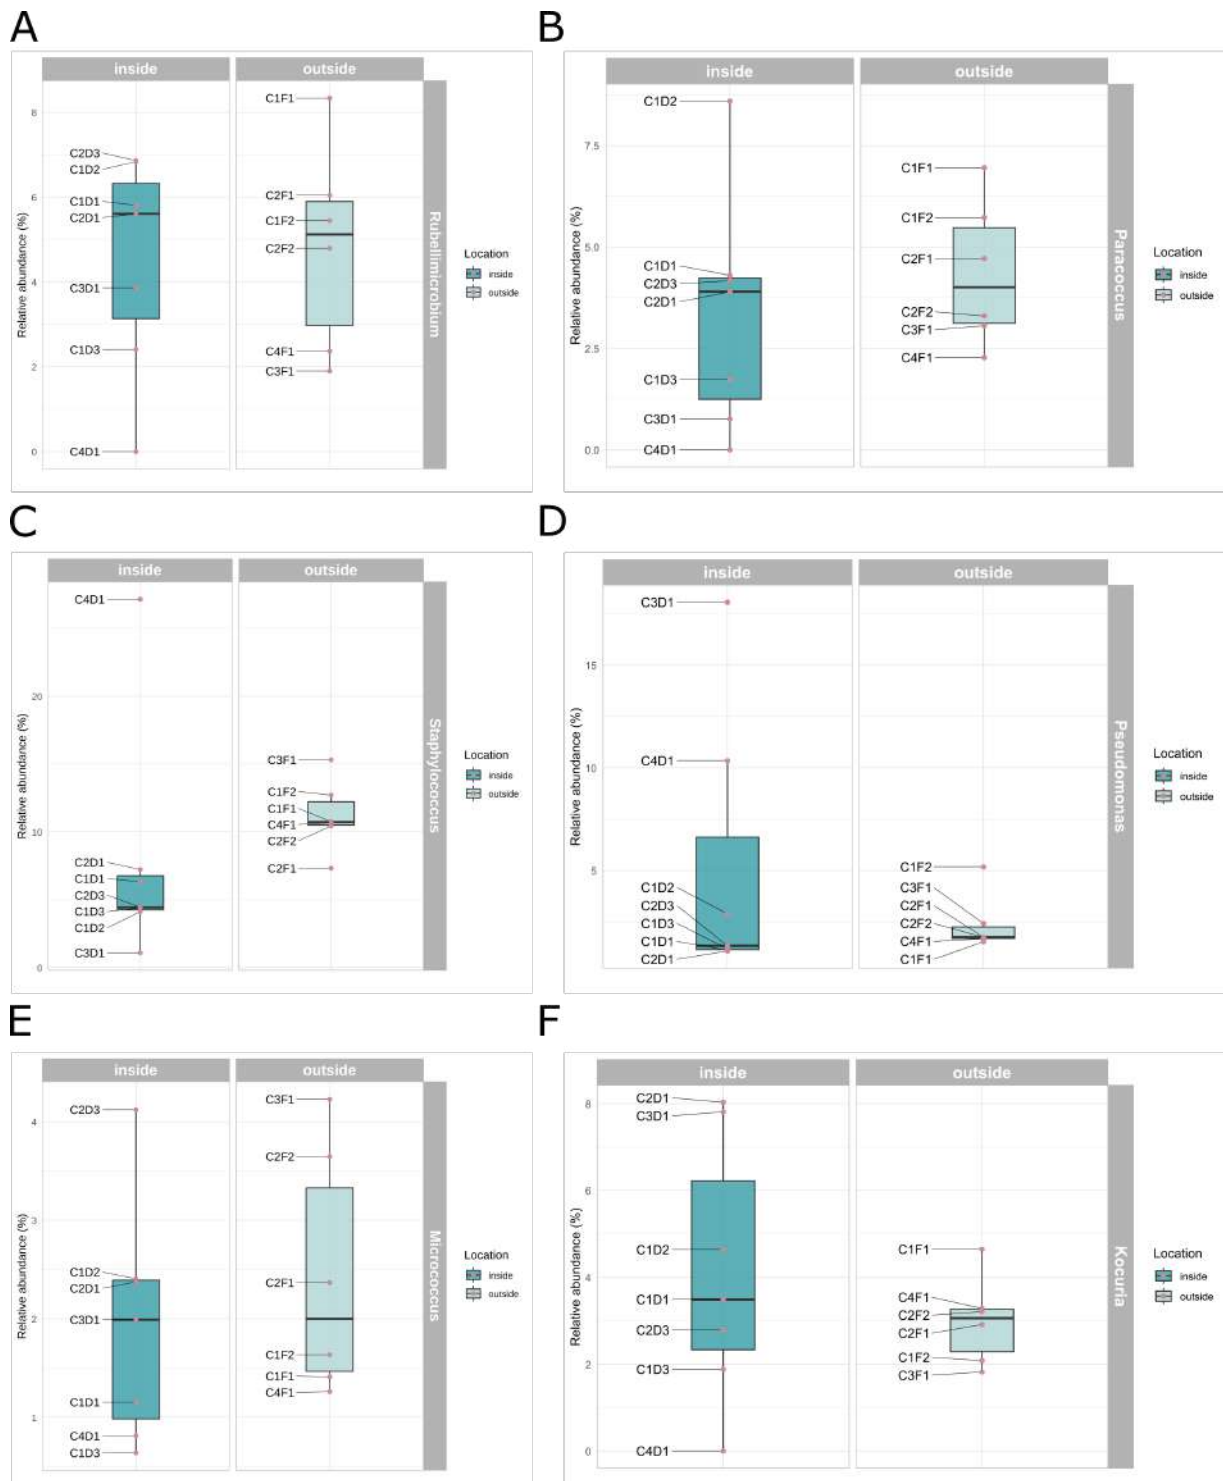 A
inside
outside
Relative abundance (%)
8
6
4
2
0
C2D3
C1D2
C1D1
C2D1
C3D1
C1D3
C4D1
C1F1
C2F1
C1F2
C2F2
C4F1
C3F1
Rubellimicrobium
Location
inside
outside
B
inside
outside
Relative abundance (%)
7.5
5.0
2.5
0.0
C1D2
C1D1
C2D3
C2D1
C1D3
C3D1
C4D1
C1F1
C1F2
C2F1
C2F2
C3F1
C4F1
Paracoccus
Location
inside
outside
C
inside
outside
Relative abundance (%)
20
10
0
C4D1
C2D1
C1D1
C2D3
C1D3
C1D2
C3D1
C3F1
C1F2
C1F1
C4F1
C2F2
C2F1
Staphylococcus
Location
inside
outside
D
inside
outside
Relative abundance (%)
15
10
5
C3D1
C4D1
C1D2
C2D3
C1D3
C1D1
C2D1
C1F2
C3F1
C2F1
C2F2
C4F1
C1F1
Pseudomonas
Location
inside
outside
E
inside
outside
Relative abundance (%)
4
3
2
1
C2D3
C1D2
C2D1
C3D1
C1D1
C4D1
C1D3
C3F1
C2F2
C2F1
C1F2
C1F1
C4F1
Micrococcus
Location
inside
outside
F
inside
outside
Relative abundance (%)
8
6
4
2
0
C2D1
C3D1
C1D2
C1D1
C2D3
C1D3
C4D1
C1F1
C4F1
C2F2
C2F1
C1F2
C3F1
Kocuria
Location
inside
outside